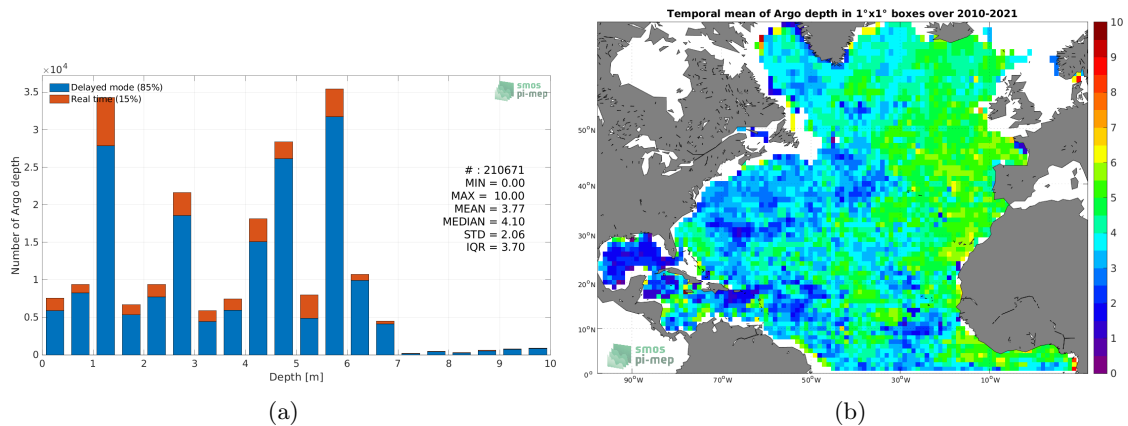 ×10⁴
Delayed mode (85%)
Real time (15%)
smos
pi-mep
3.5
3
2.5
2
1.5
1
0.5
0
Number of Argo depth
# : 210671
MIN = 0.00
MAX = 10.00
MEAN = 3.77
MEDIAN = 4.10
STD = 2.06
IQR = 3.70
0 1 2 3 4 5 6 7 8 9 10
Depth [m]
(a)
Temporal mean of Argo depth in 1°x1° boxes over 2010-2021
50°N
40°N
30°N
20°N
10°N
0°
90°W 70°W 50°W 30°W 10°W
smos
pi-mep
10
9
8
7
6
5
4
3
2
1
0
(b)